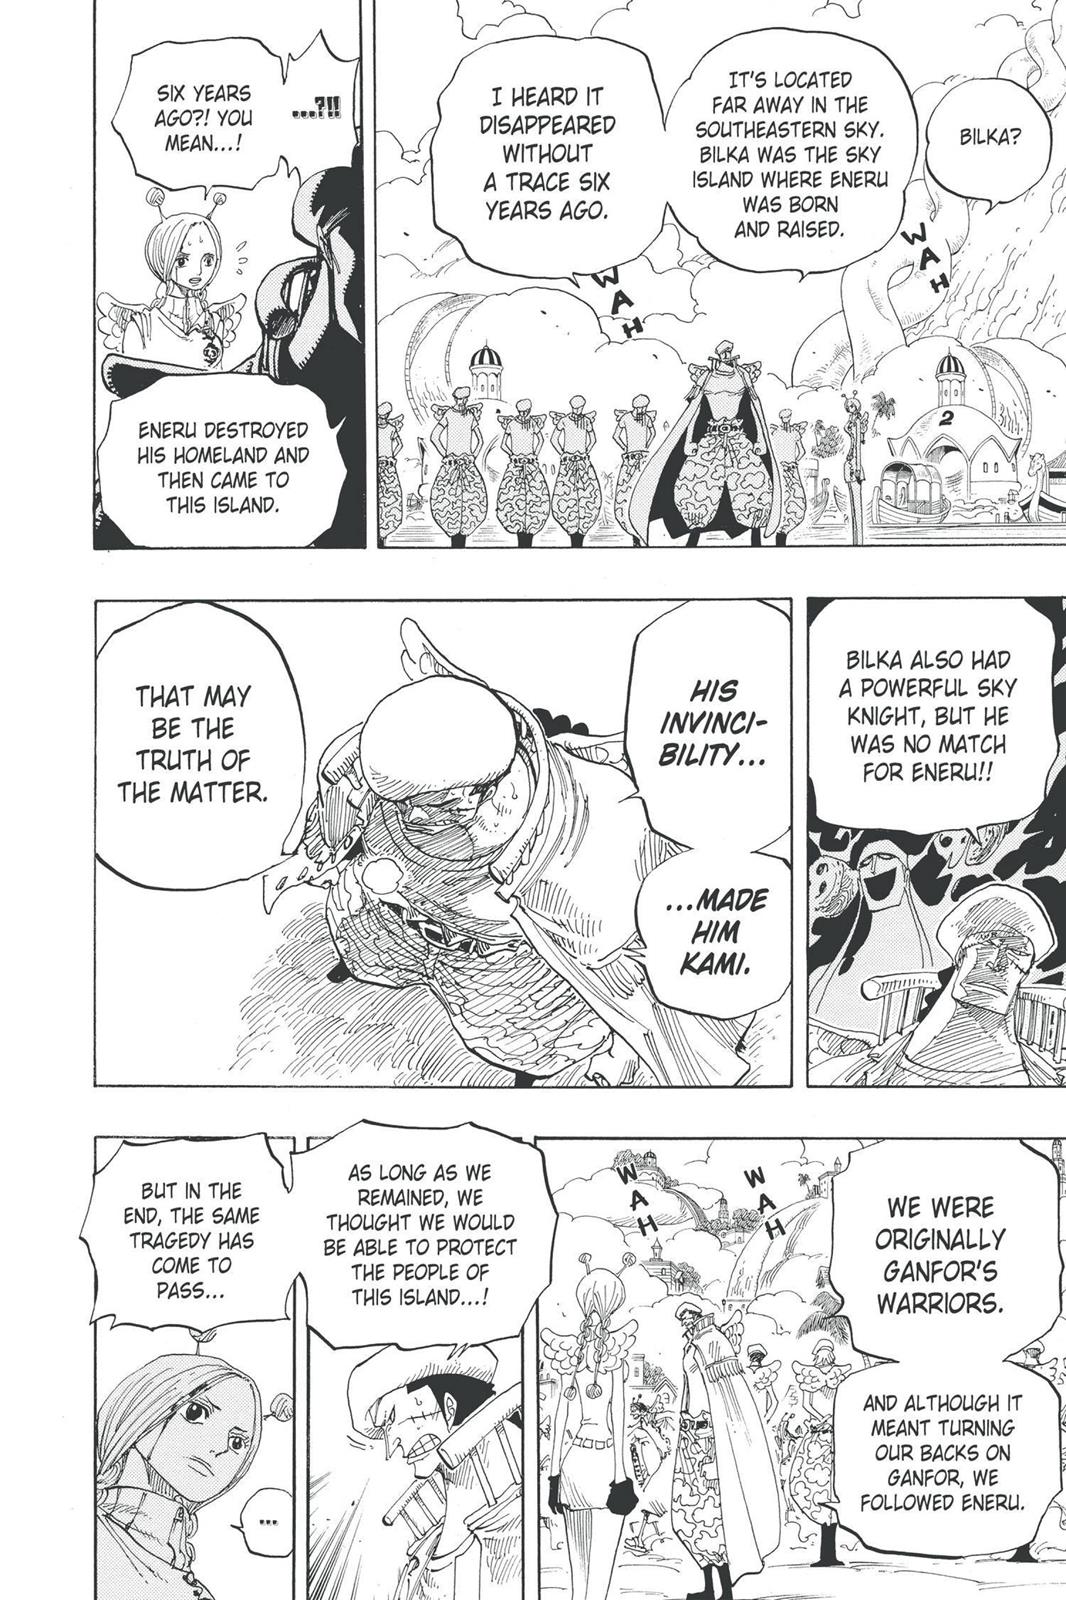 BILKA?
IT'S LOCATED
FAR AWAY IN THE
SOUTHEASTERN SKY.
BILKA WAS THE SKY
ISLAND WHERE ENERU
WAS BORN
AND RAISED.
I HEARD IT
DISAPPEARED
WITHOUT
A TRACE SIX
YEARS AGO.
WAH
WAH
2
...?!!
SIX YEARS
AGO?! YOU
MEAN...!
ENERU DESTROYED
HIS HOMELAND AND
THEN CAME TO
THIS ISLAND.
BILKA ALSO HAD
A POWERFUL SKY
KNIGHT, BUT HE
WAS NO MATCH
FOR ENERU!!
HIS
INVINCI-
BILITY...
...MADE
HIM
KAMI.
THAT MAY
BE THE
TRUTH OF
THE MATTER.
WE WERE
ORIGINALLY
GANFOR'S
WARRIORS.
WAH
WAH
AND ALTHOUGH IT
MEANT TURNING
OUR BACKS ON
GANFOR, WE
FOLLOWED ENERU.
AS LONG AS WE
REMAINED, WE
THOUGHT WE WOULD
BE ABLE TO PROTECT
THE PEOPLE OF
THIS ISLAND...!
BUT IN THE
END, THE SAME
TRAGEDY HAS
COME TO
PASS...
...